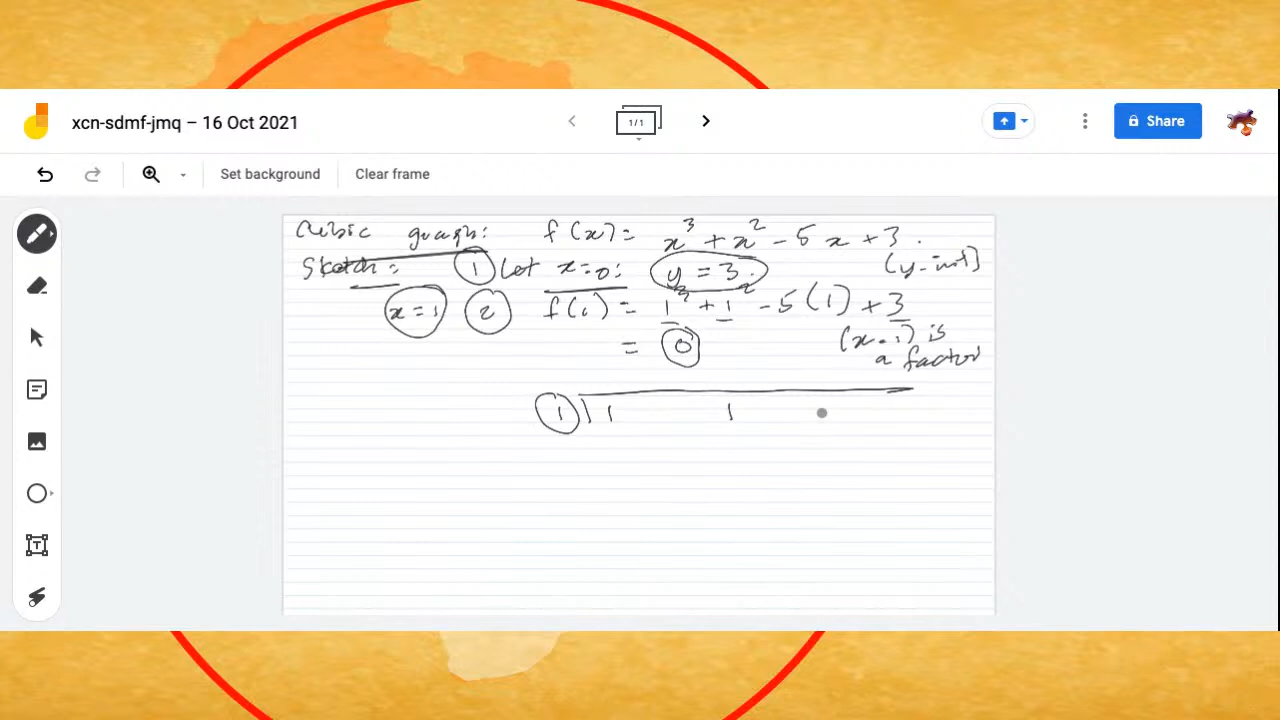 xcn-sdmf-jmq – 16 Oct 2021
1/1
Share
Set background
Clear frame
Cubic graph: f(x) = x³ + x² - 5x + 3.
Sketch: ① Let x=0: y = 3. (y-int)
x = 1 ② f(1) = 1³ + 1² - 5(1) + 3
= 0 (x-1) is
a factor
1 1 1